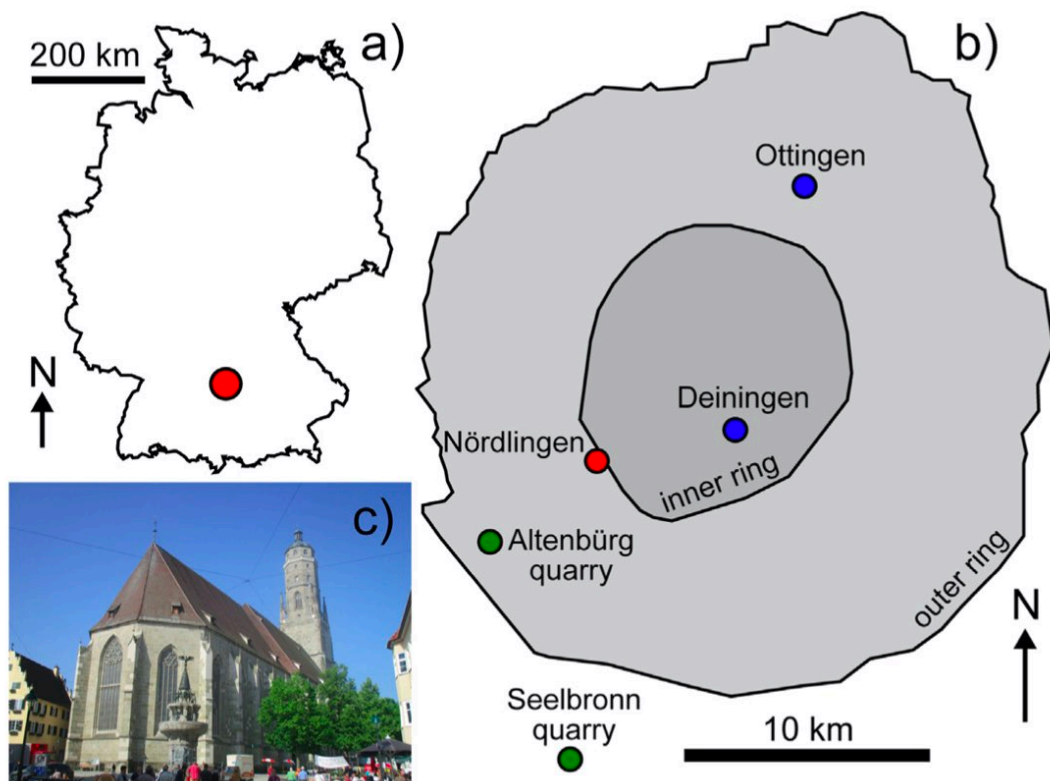 200 km
a)
N
b)
Ottingen
Deiningen
Nördlingen
inner ring
Altenbürg
quarry
outer ring
N
Seelbronn
quarry
10 km
c)